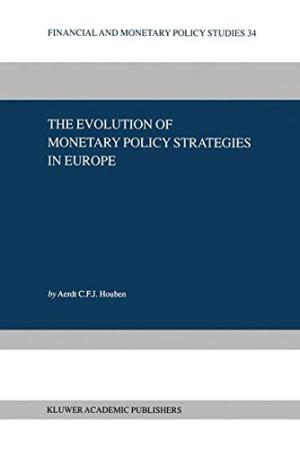 FINANCIAL AND MONETARY POLICY STUDIES 34
THE EVOLUTION OF
MONETARY POLICY STRATEGIES
IN EUROPE
by Aerdt C.F.J. Houben
KLUWER ACADEMIC PUBLISHERS